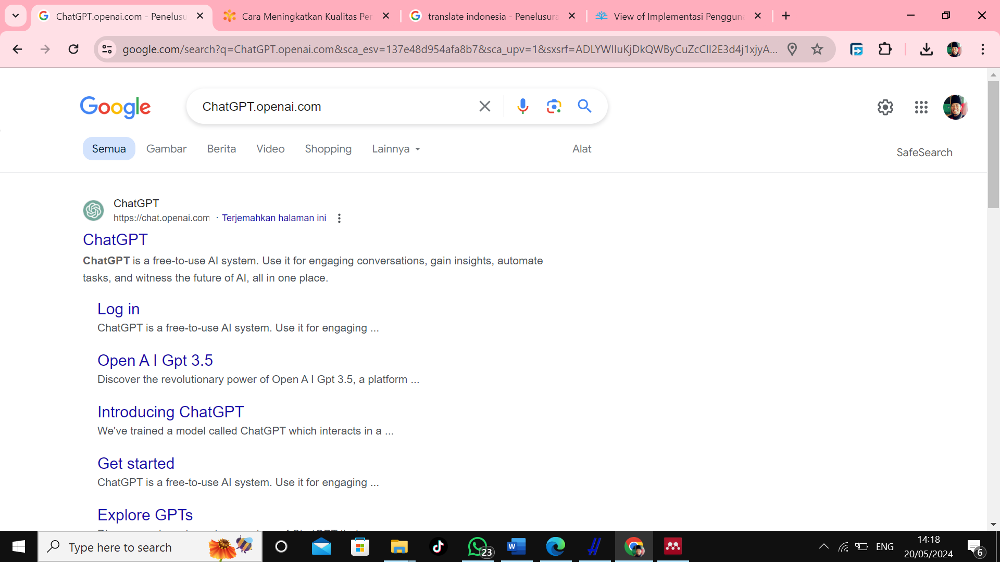 ChatGPT.openai.com - Penelusu
Cara Meningkatkan Kualitas Per
translate indonesia - Penelusura
View of Implementasi Pengguna
google.com/search?q=ChatGPT.openai.com&sca_esv=137e48d954afa8b7&sca_upv=1&sxsrf=ADLYWIIuKjDkQWByCuZcClI2E3d4j1xjyA...
Google
ChatGPT.openai.com
Semua
Gambar
Berita
Video
Shopping
Lainnya
Alat
SafeSearch
ChatGPT
https://chat.openai.com · Terjemahkan halaman ini
ChatGPT
ChatGPT is a free-to-use AI system. Use it for engaging conversations, gain insights, automate
tasks, and witness the future of AI, all in one place.
Log in
ChatGPT is a free-to-use AI system. Use it for engaging ...
Open A I Gpt 3.5
Discover the revolutionary power of Open A I Gpt 3.5, a platform ...
Introducing ChatGPT
We've trained a model called ChatGPT which interacts in a ...
Get started
ChatGPT is a free-to-use AI system. Use it for engaging ...
Explore GPTs
Type here to search
23
ENG
14:18
20/05/2024
6